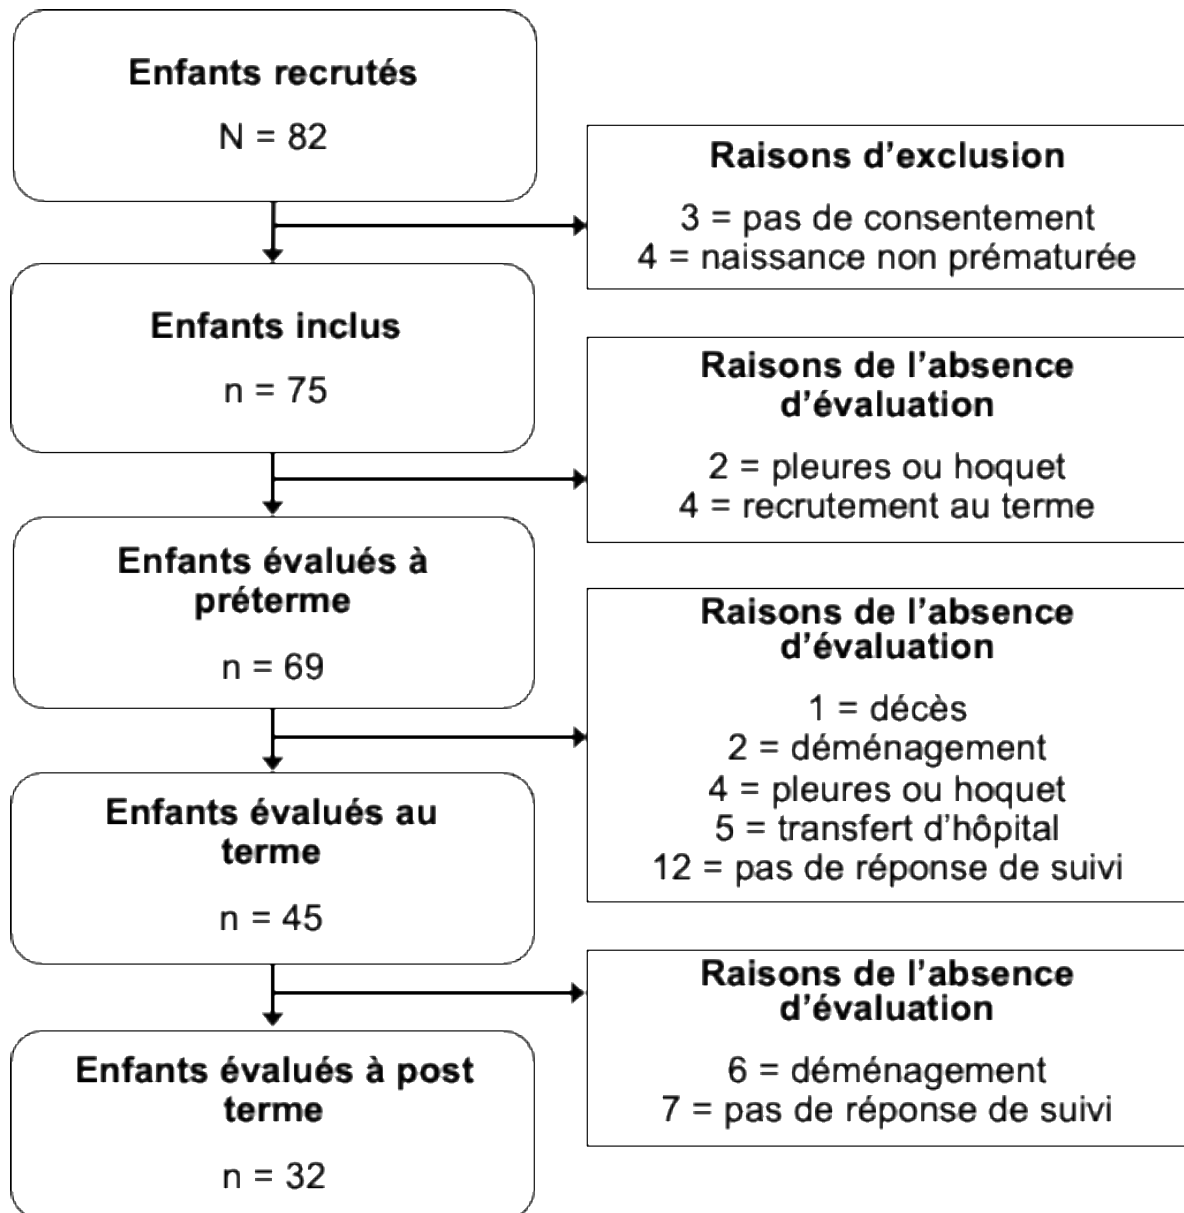 Enfants recrutés
N = 82
Raisons d'exclusion
3 = pas de consentement
4 = naissance non prématurée
Enfants inclus
n = 75
Raisons de l'absence
d'évaluation
2 = pleures ou hoquet
4 = recrutement au terme
Enfants évalués à
préterme
n = 69
Raisons de l'absence
d'évaluation
1 = décès
2 = déménagement
4 = pleures ou hoquet
5 = transfert d'hôpital
12 = pas de réponse de suivi
Enfants évalués au
terme
n = 45
Raisons de l'absence
d'évaluation
6 = déménagement
7 = pas de réponse de suivi
Enfants évalués à post
terme
n = 32